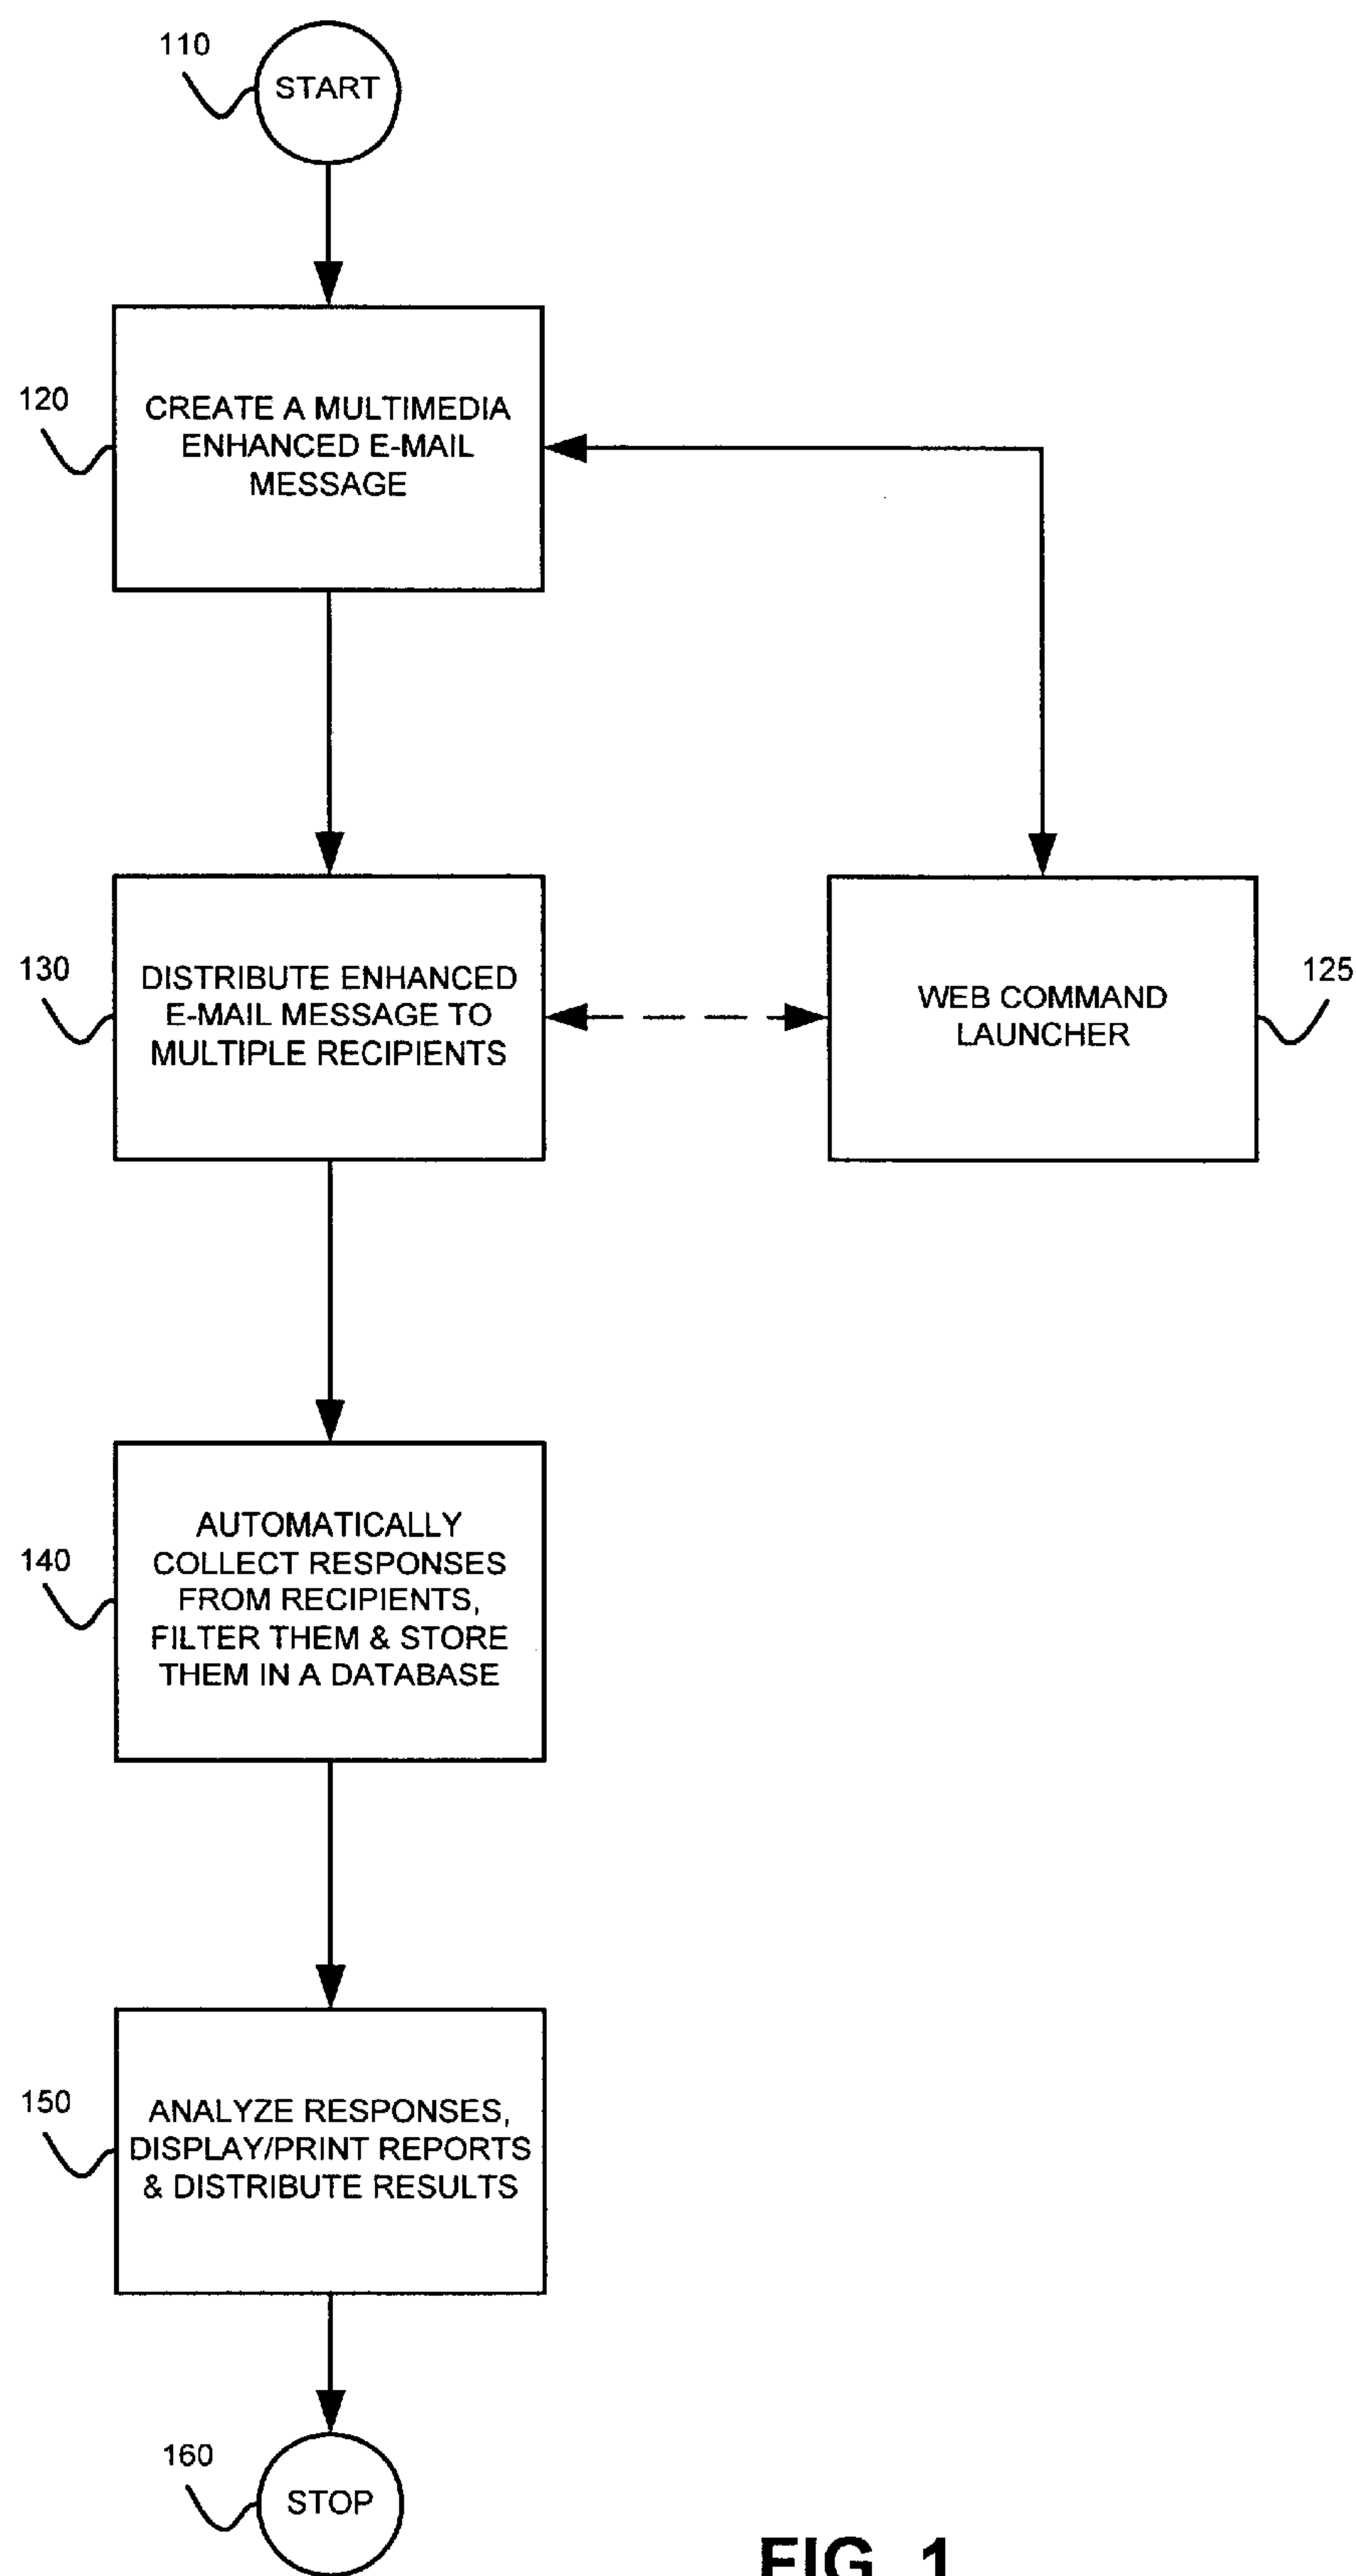 110
START
120
CREATE A MULTIMEDIA
ENHANCED E-MAIL
MESSAGE
130
DISTRIBUTE ENHANCED
E-MAIL MESSAGE TO
MULTIPLE RECIPIENTS
WEB COMMAND
LAUNCHER
125
140
AUTOMATICALLY
COLLECT RESPONSES
FROM RECIPIENTS,
FILTER THEM & STORE
THEM IN A DATABASE
150
ANALYZE RESPONSES,
DISPLAY/PRINT REPORTS
& DISTRIBUTE RESULTS
160
STOP
FIG. 1